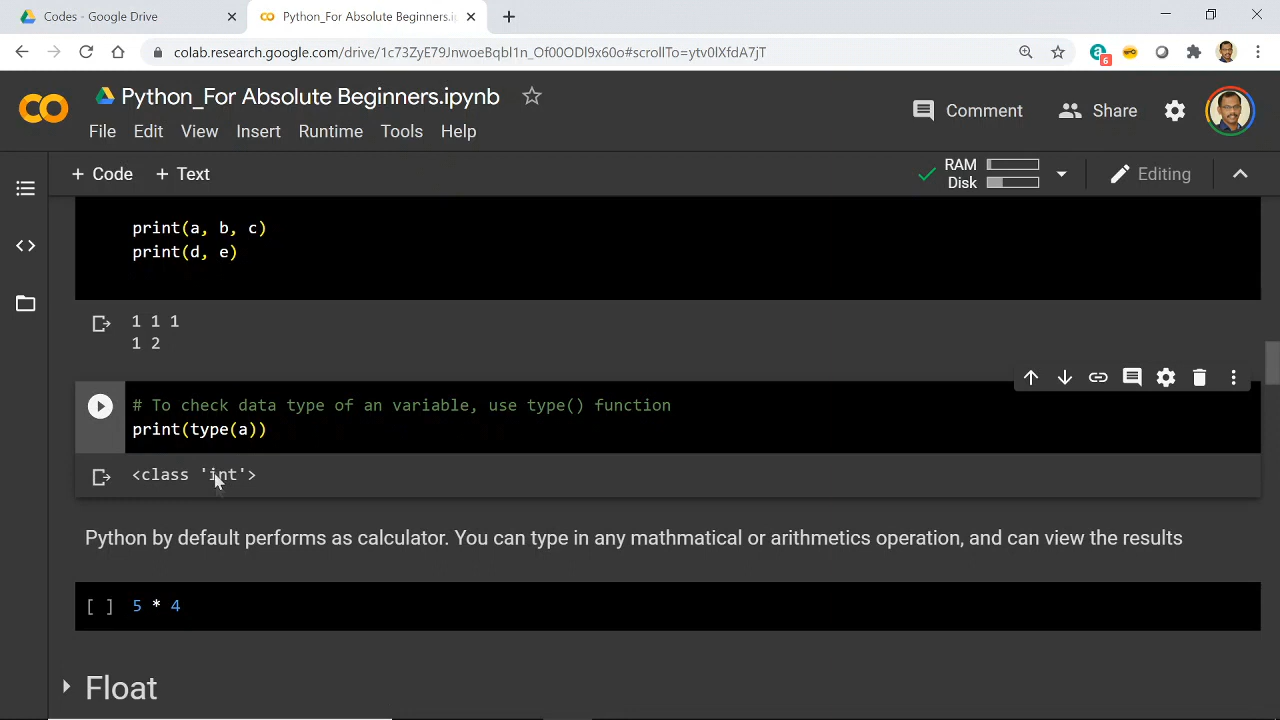 Codes - Google Drive
Python_For Absolute Beginners.i
colab.research.google.com/drive/1c73ZyE79JnwoeBqbI1n_Of00ODl9x60o#scrollTo=ytv0lXfdA7jT
6
Python_For Absolute Beginners.ipynb
Comment
Share
File Edit View Insert Runtime Tools Help
+ Code + Text
RAM
Disk
Editing
print(a, b, c)
print(d, e)
1 1 1
1 2
# To check data type of an variable, use type() function
print(type(a))
<class 'int'>
Python by default performs as calculator. You can type in any mathmatical or arithmetics operation, and can view the results
[ ] 5 * 4
Float